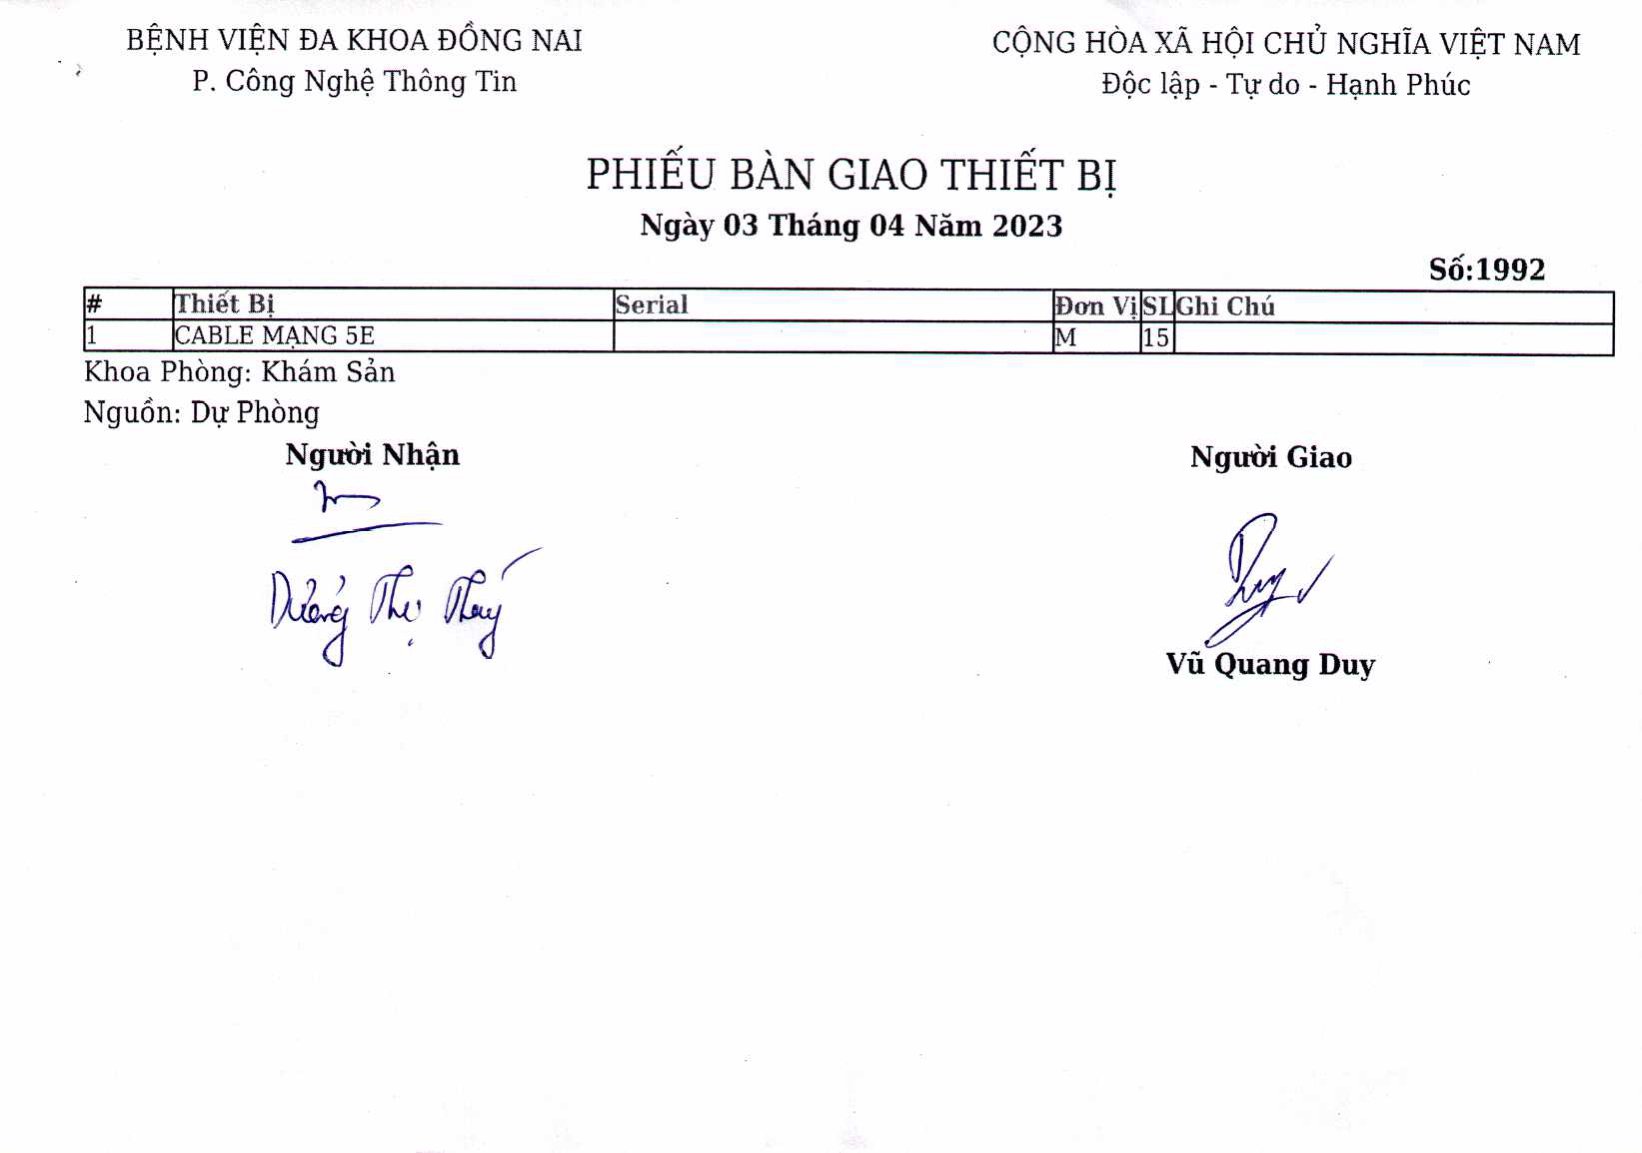 BỆNH VIỆN ĐA KHOA ĐỒNG NAI
P. Công Nghệ Thông Tin
CỘNG HÒA XÃ HỘI CHỦ NGHĨA VIỆT NAM
Độc lập - Tự do - Hạnh Phúc
PHIẾU BÀN GIAO THIẾT BỊ
Ngày 03 Tháng 04 Năm 2023
Số:1992
# Thiết Bị Serial Đơn Vị SL Ghi Chú
1 CABLE MẠNG 5E M 15
Khoa Phòng: Khám Sản
Nguồn: Dự Phòng
Người Nhận Người Giao
Thị
Vũ Quang Duy